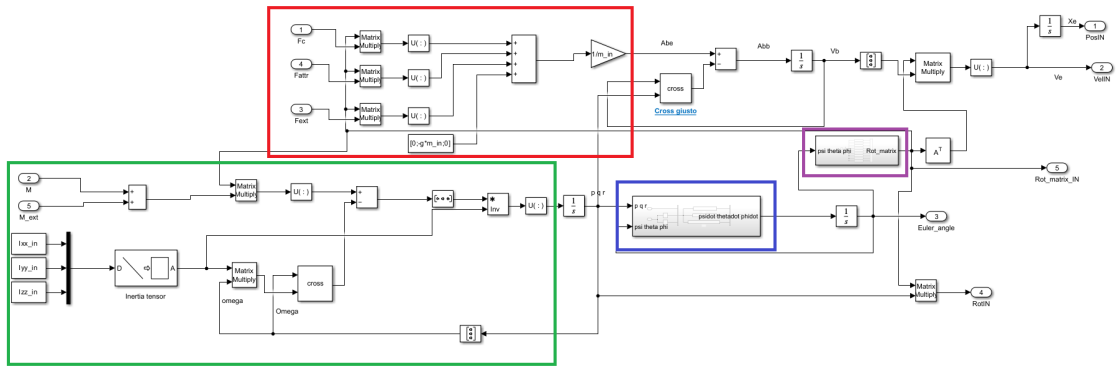 1
Fc
Matrix
Multiply
U( : )
4
Fattr
Matrix
Multiply
U( : )
3
Fext
Matrix
Multiply
U( : )
+
+
+
+
[0;-g*m_in;0]
1/m_in
Abe
cross
Cross giusto
+
−
Abb
1
s
Vb
Matrix
Multiply
U( : )
1
s
Xe
1
PosIN
Ve
2
VelIN
psi theta phi
Rot_matrix
A^T
5
Rot_matrix_IN
2
M
5
M_ext
+
+
Matrix
Multiply
U( : )
+
−
*
Inv
U( : )
1
s
p q r
p q r
psi theta phi
psidot thetadot phidot
1
s
3
Euler_angle
Ixx_in
Iyy_in
Izz_in
D
A
Inertia tensor
Matrix
Multiply
omega
cross
Omega
Matrix
Multiply
4
RotIN